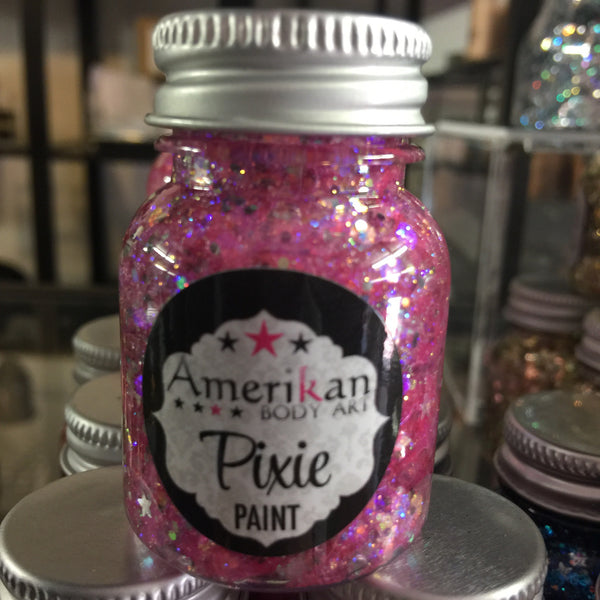 Amerikan
BODY ART
Pixie
PAINT